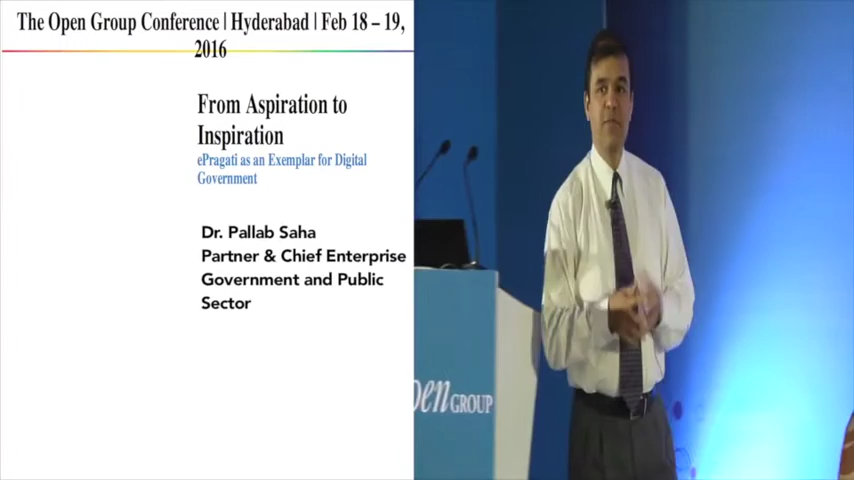 The Open Group Conference | Hyderabad | Feb 18 – 19,
2016
From Aspiration to
Inspiration
ePragati as an Exemplar for Digital
Government
Dr. Pallab Saha
Partner & Chief Enterprise
Government and Public
Sector
pen GROUP